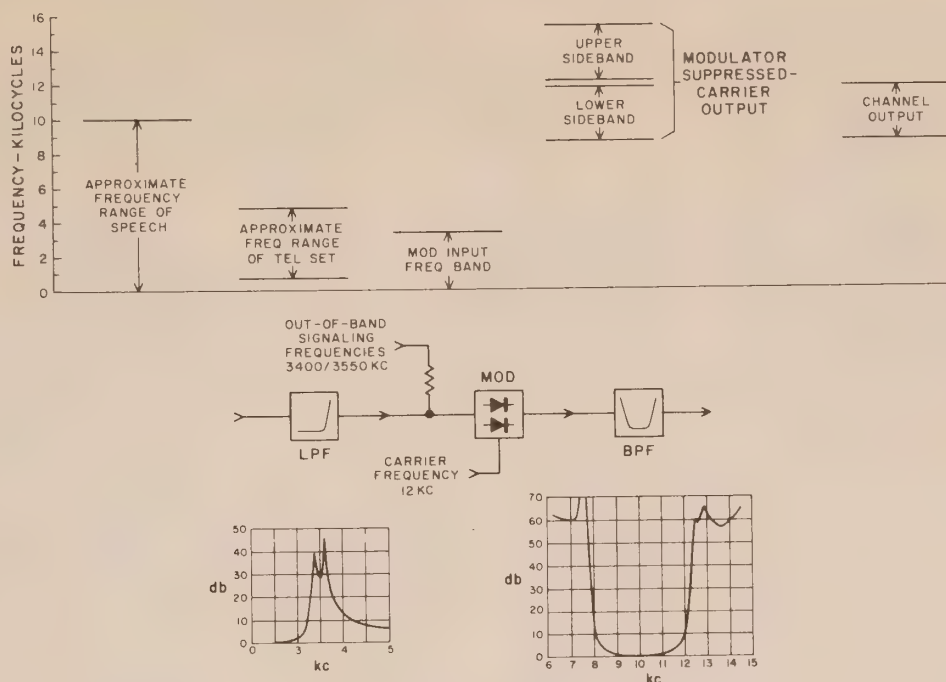 FREQUENCY-KILOCYCLES
16
14
12
10
8
6
4
2
0
APPROXIMATE
FREQUENCY
RANGE OF
SPEECH
APPROXIMATE
FREQ RANGE
OF TEL SET
MOD INPUT
FREQ BAND
UPPER
SIDEBAND
LOWER
SIDEBAND
MODULATOR
SUPPRESSED-
CARRIER
OUTPUT
CHANNEL
OUTPUT
OUT-OF-BAND
SIGNALING
FREQUENCIES
3400/3550 KC
LPF
MOD
CARRIER
FREQUENCY
12 KC
BPF
db
50
40
30
20
10
0
2 3 4 5
kc
db
70
60
50
40
30
20
10
0
6 7 8 9 10 11 12 13 14 15
kc